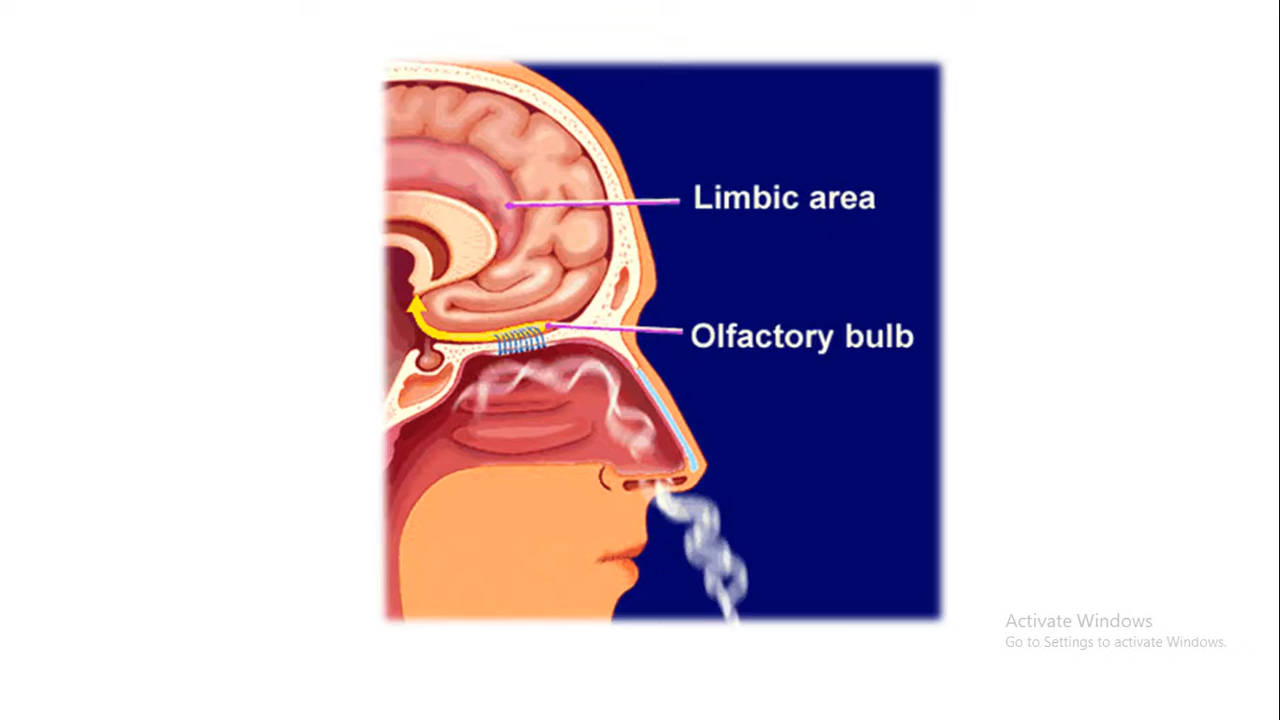 Limbic area
Olfactory bulb
Activate Windows
Go to Settings to activate Windows.